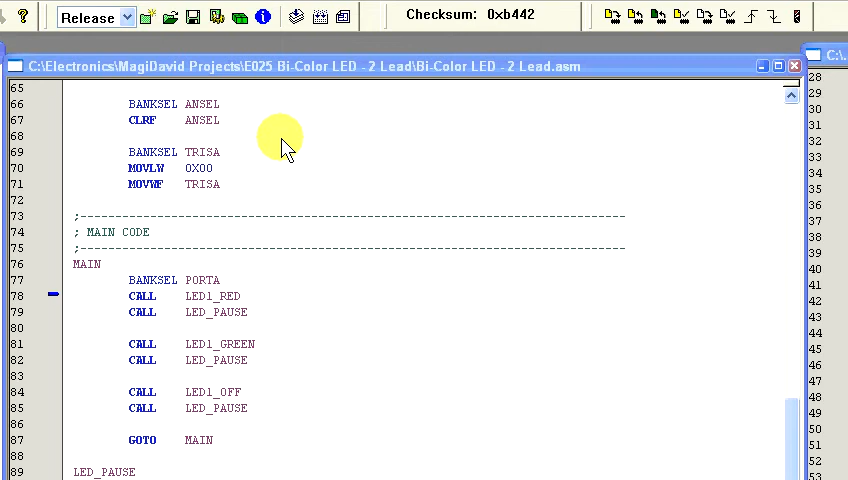 Release
Checksum: 0xb442
C:\Electronics\MagiDavid Projects\E025 Bi-Color LED - 2 Lead\Bi-Color LED - 2 Lead.asm
C:\...
65
66 BANKSEL ANSEL
67 CLRF ANSEL
68
69 BANKSEL TRISA
70 MOVLW 0X00
71 MOVWF TRISA
72
73 ;------------------------------------------------------------------------------
74 ; MAIN CODE
75 ;------------------------------------------------------------------------------
76 MAIN
77 BANKSEL PORTA
78 CALL LED1_RED
79 CALL LED_PAUSE
80
81 CALL LED1_GREEN
82 CALL LED_PAUSE
83
84 CALL LED1_OFF
85 CALL LED_PAUSE
86
87 GOTO MAIN
88
89 LED_PAUSE
28
29
30
31
32
33
34
35
36
37
38
39
40
41
42
43
44
45
46
47
48
49
50
51
52
53